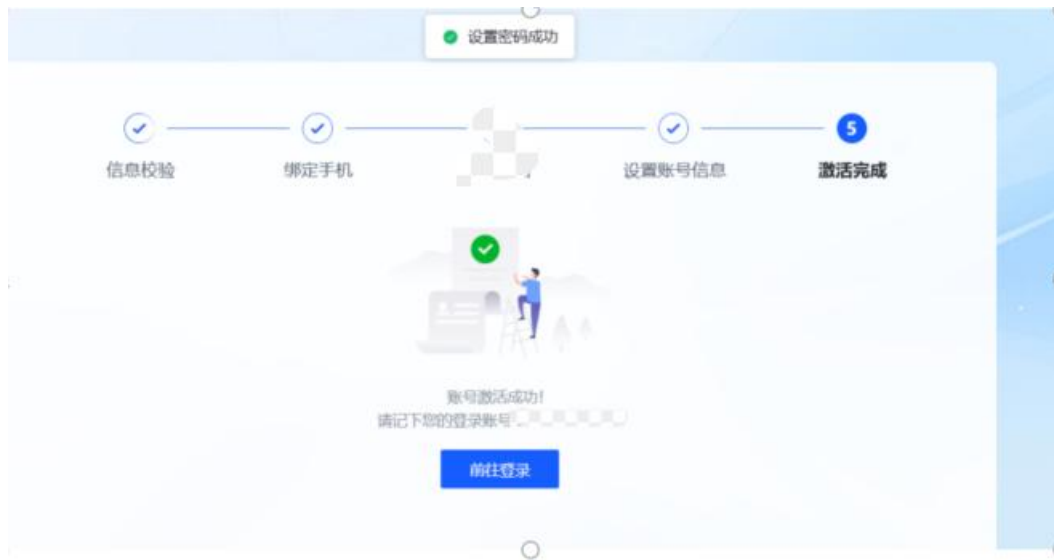 设置密码成功
信息校验
绑定手机
设置账号信息
5
激活完成
账号激活成功!
请记下您的登录账号
前往登录